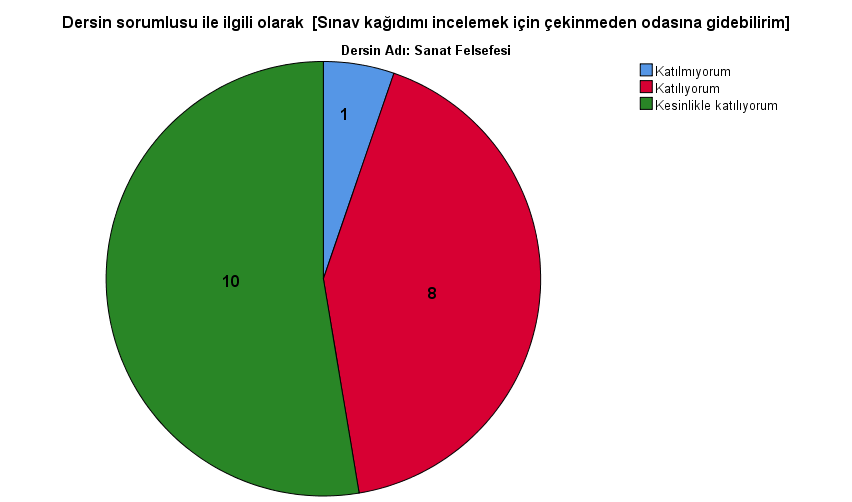 Dersin sorumlusu ile ilgili olarak  [Sınav kağıdımı incelemek için çekinmeden odasına gidebilirim]
Dersin Adı: Sanat Felsefesi
Katılmıyorum
Katılıyorum
Kesinlikle katılıyorum
1
10
8